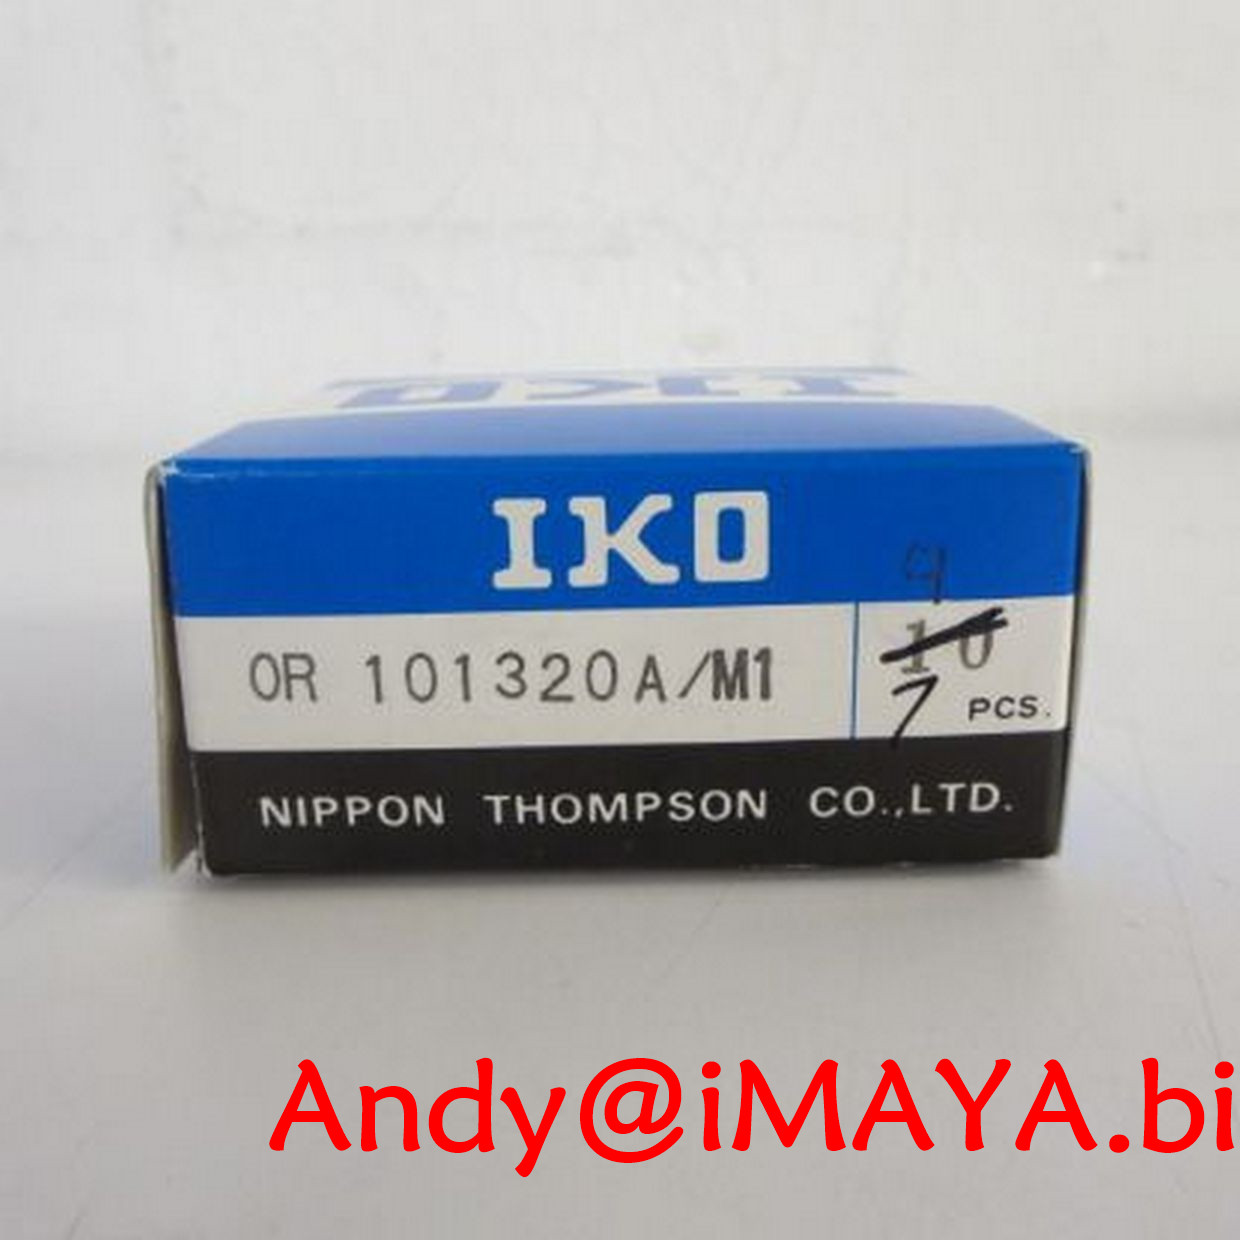 IKO
9
OR 101320A/M1
10
7 PCS.
NIPPON THOMPSON CO.,LTD.
Andy@iMAYA.bi